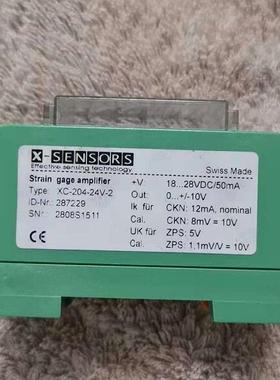 X-SENSORS
Effective sensing technology
Swiss Made
Strain gage amplifier +V: 18...28VDC/50mA
Type: XC-204-24V-2 Out: 0...+/-10V
ID-Nr.: 287229 Ik für CKN: 12mA, nominal
SN: 2808S1511 Cal. CKN: 8mV = 10V
UK für ZPS: 5V
CE Cal. ZPS: 1,1mV/V = 10V